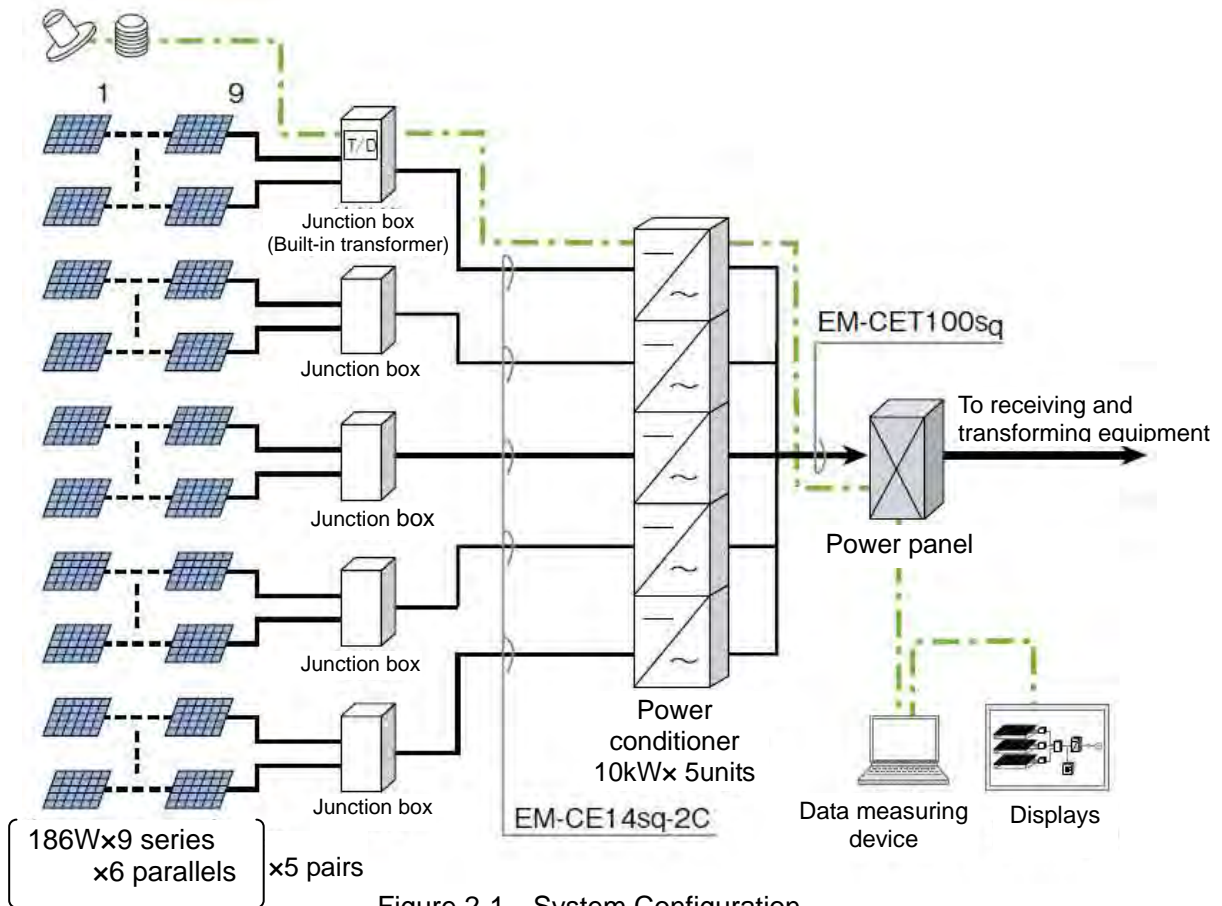 1 9
T/D
Junction box
(Built-in transformer)
Junction box
Junction box
Junction box
Junction box
EM-CET100sq
To receiving and
transforming equipment
Power panel
Power
conditioner
10kW× 5units
EM-CE14sq-2C
Data measuring
device
Displays
186W×9 series
×6 parallels
×5 pairs
Figure 2-1 System Configuration